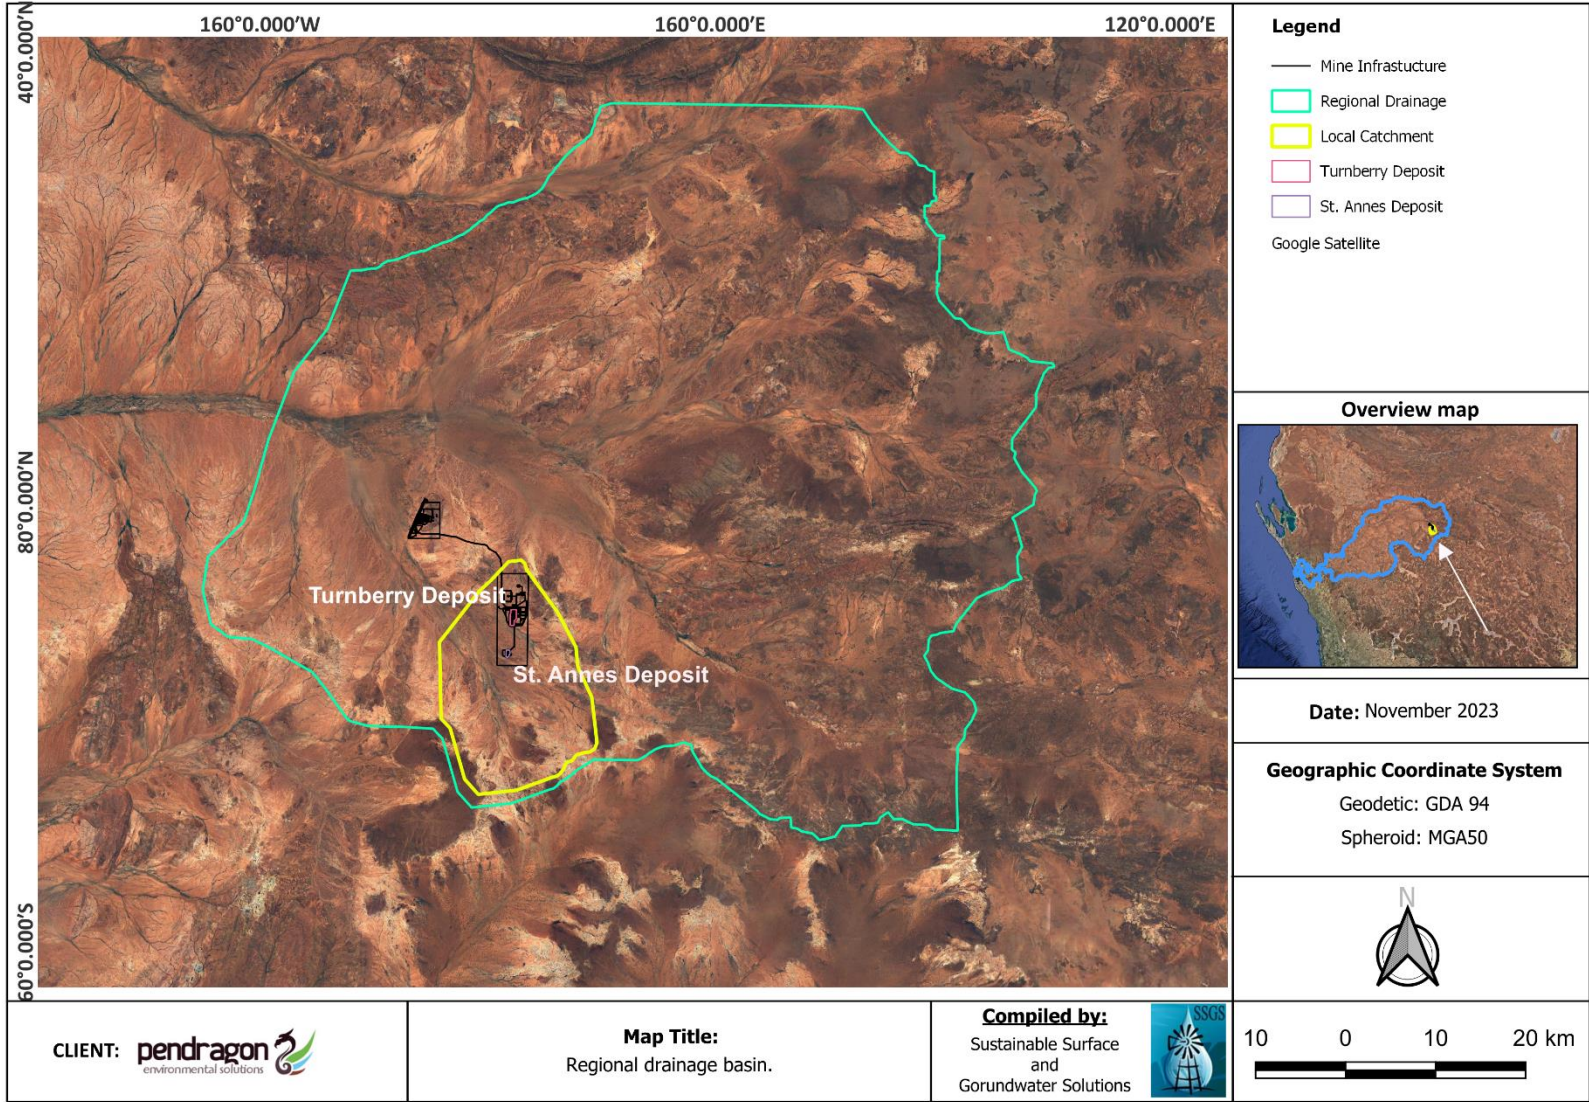 160°0.000'W 160°0.000'E 120°0.000'E
40°0.000'N
80°0.000'N
60°0.000'S
Turnberry Deposit
St. Annes Deposit
Legend
Mine Infrastucture
Regional Drainage
Local Catchment
Turnberry Deposit
St. Annes Deposit
Google Satellite
Overview map
Date: November 2023
Geographic Coordinate System
Geodetic: GDA 94
Spheroid: MGA50
N
10 0 10 20 km
CLIENT: pendragon
environmental solutions
Map Title:
Regional drainage basin.
Compiled by:
Sustainable Surface
and
Gorundwater Solutions
SSGS